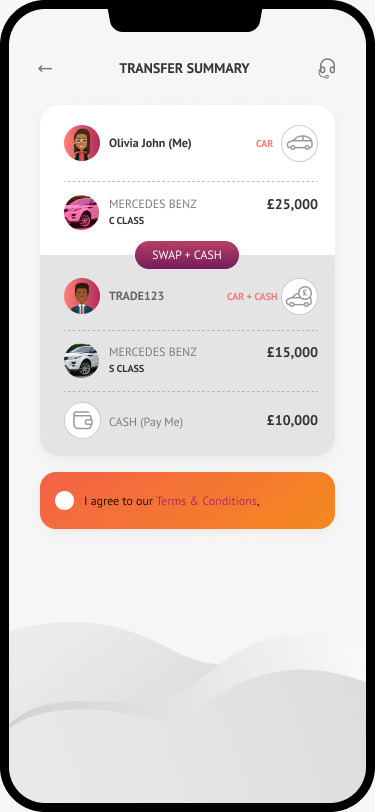 TRANSFER SUMMARY
Olivia John (Me)
CAR
MERCEDES BENZ
£25,000
C CLASS
SWAP + CASH
TRADE123
CAR + CASH
£
MERCEDES BENZ
£15,000
S CLASS
CASH (Pay Me)
£10,000
I agree to our Terms & Conditions,